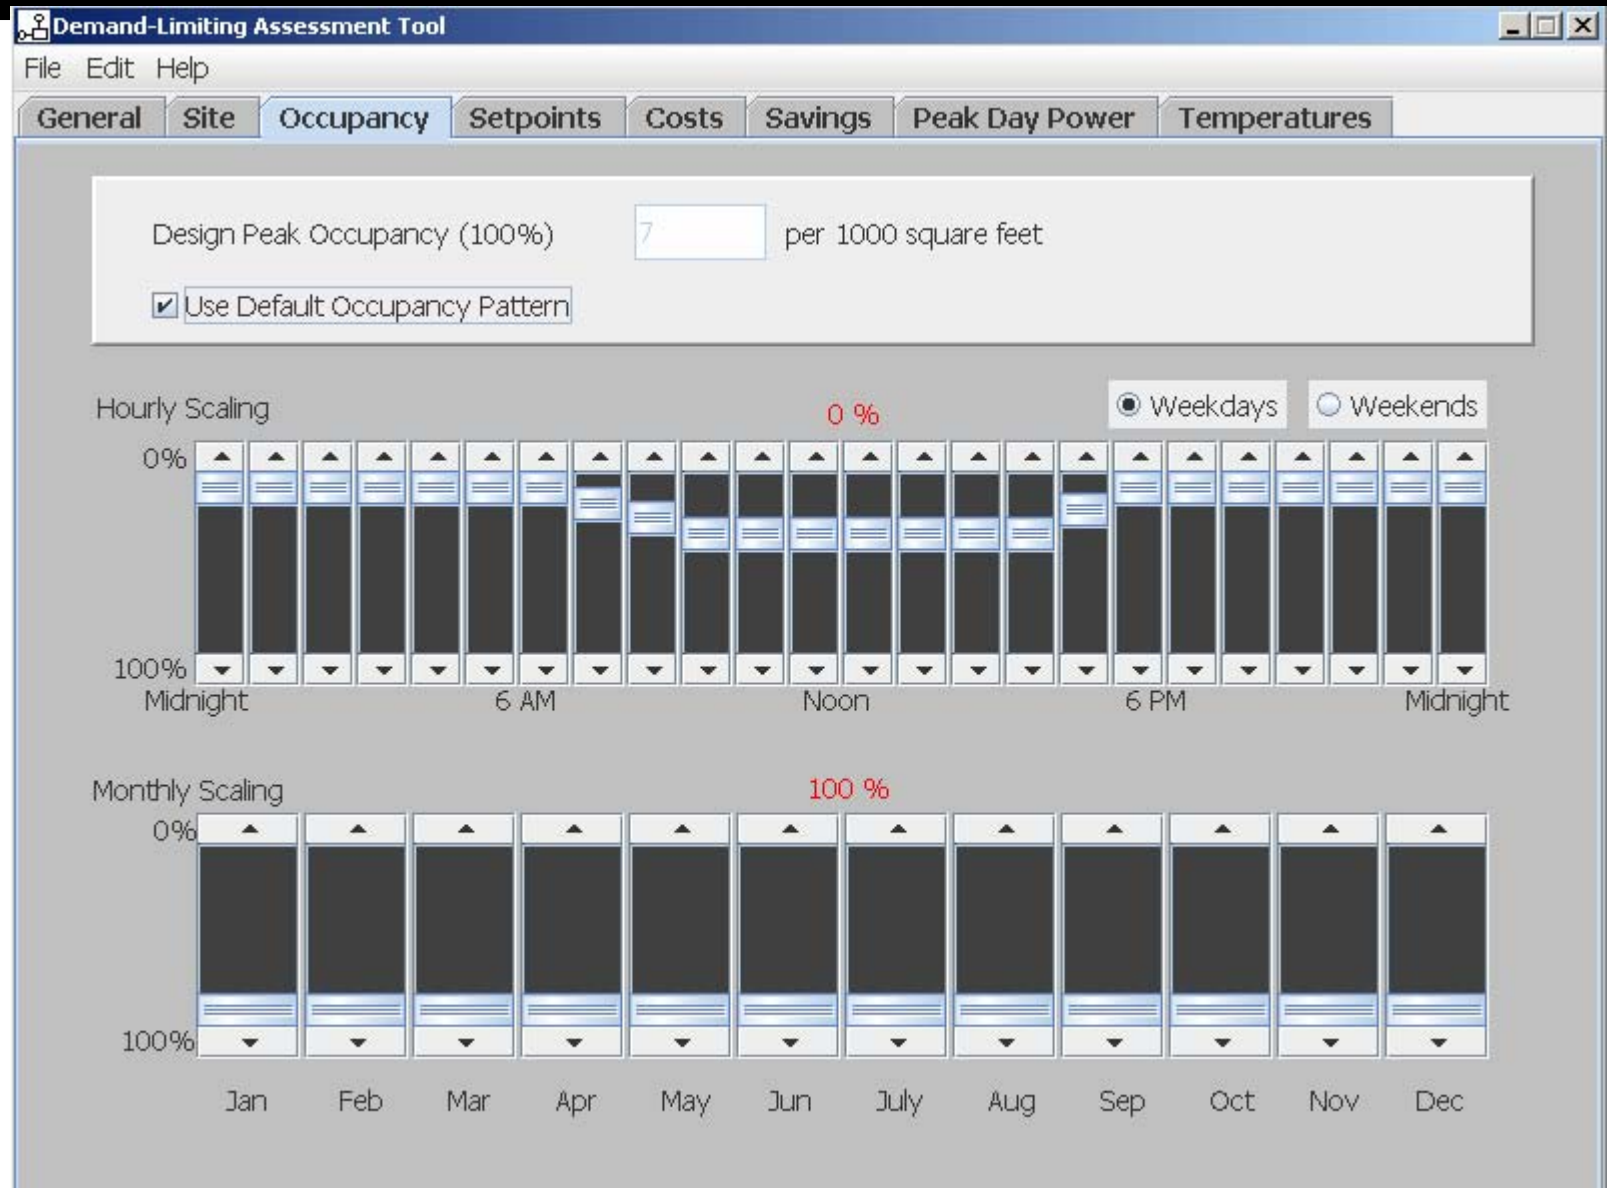 Demand-Limiting Assessment Tool
File Edit Help
General Site Occupancy Setpoints Costs Savings Peak Day Power Temperatures
Design Peak Occupancy (100%) 7 per 1000 square feet
Use Default Occupancy Pattern
Hourly Scaling 0 % Weekdays Weekends
0%
100%
Midnight 6 AM Noon 6 PM Midnight
Monthly Scaling 100 %
0%
100%
Jan Feb Mar Apr May Jun July Aug Sep Oct Nov Dec